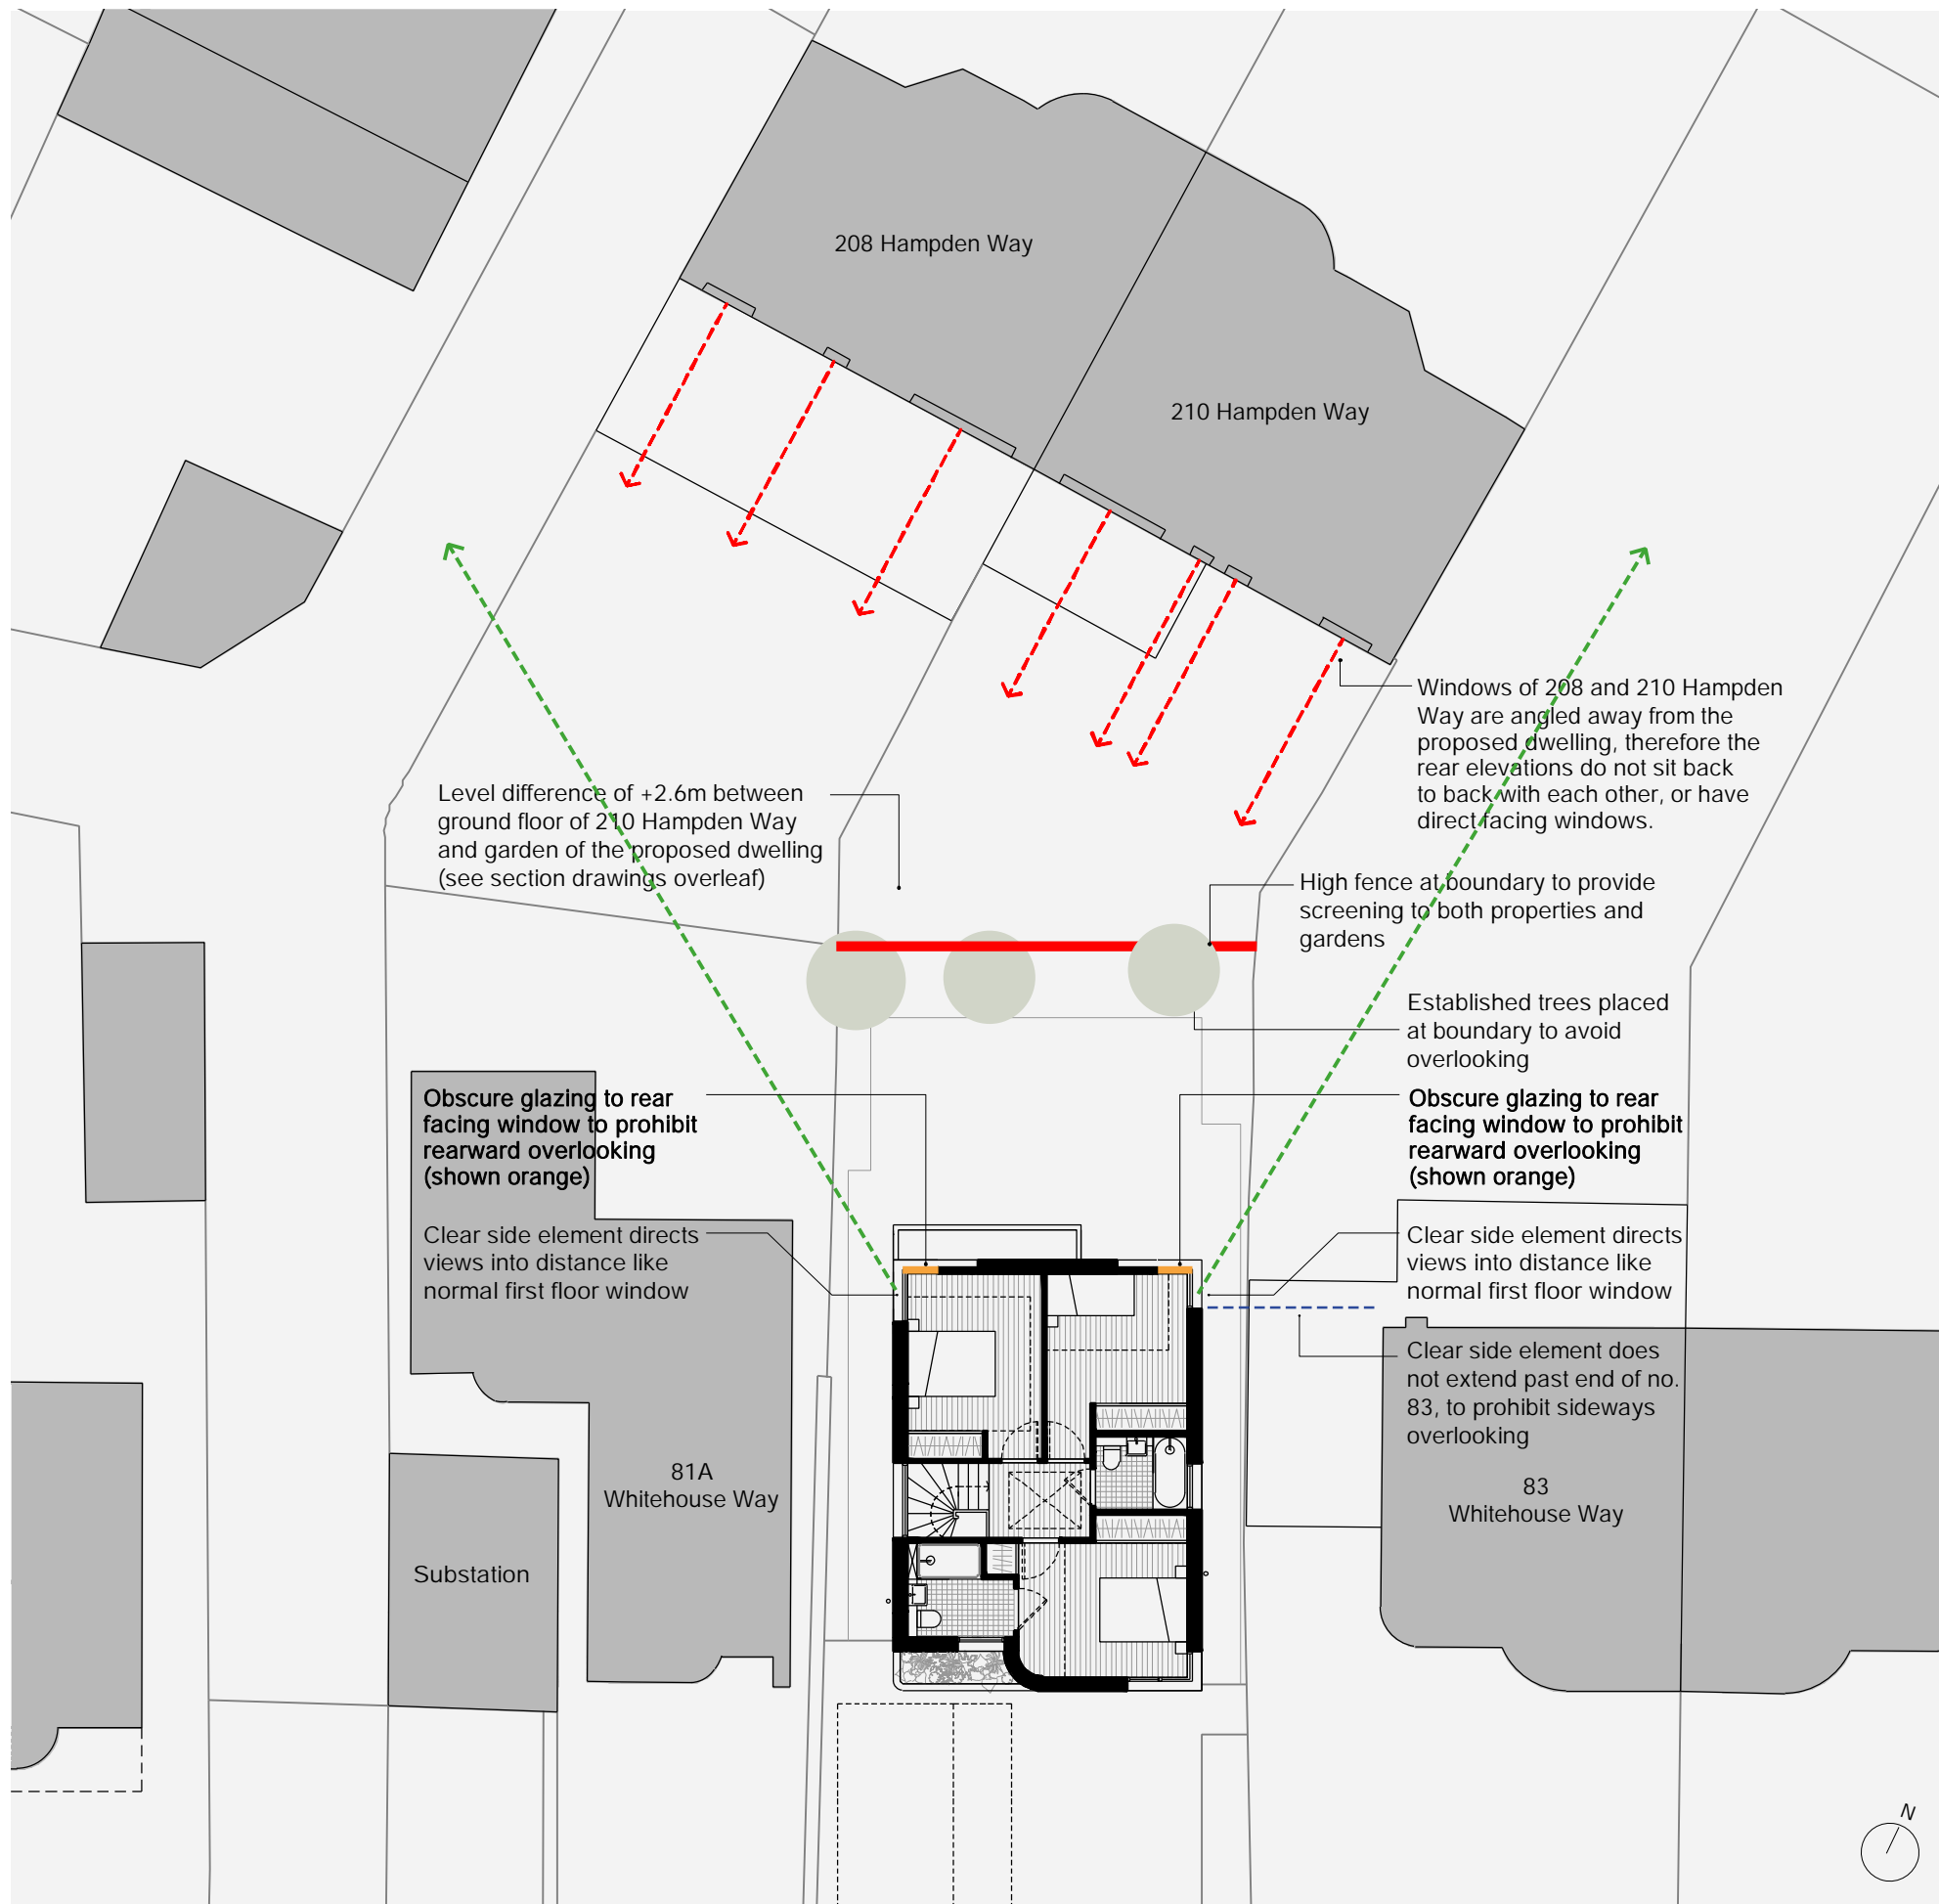 208 Hampden Way
210 Hampden Way
Windows of 208 and 210 Hampden
Way are angled away from the
proposed dwelling, therefore the
rear elevations do not sit back
to back with each other, or have
direct facing windows.
Level difference of +2.6m between
ground floor of 210 Hampden Way
and garden of the proposed dwelling
(see section drawings overleaf)
High fence at boundary to provide
screening to both properties and
gardens
Established trees placed
at boundary to avoid
overlooking
Obscure glazing to rear
facing window to prohibit
rearward overlooking
(shown orange)
Clear side element directs
views into distance like
normal first floor window
Obscure glazing to rear
facing window to prohibit
rearward overlooking
(shown orange)
Clear side element directs
views into distance like
normal first floor window
Clear side element does
not extend past end of no.
83, to prohibit sideways
overlooking
81A
Whitehouse Way
83
Whitehouse Way
Substation
N